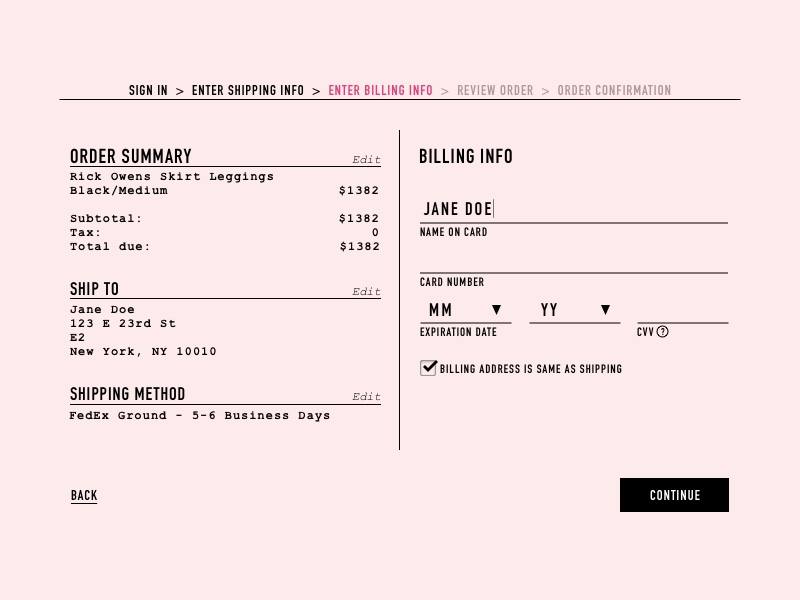 SIGN IN > ENTER SHIPPING INFO > ENTER BILLING INFO > REVIEW ORDER > ORDER CONFIRMATION
ORDER SUMMARY Edit
Rick Owens Skirt Leggings
Black/Medium $1382
Subtotal: $1382
Tax: 0
Total due: $1382
SHIP TO Edit
Jane Doe
123 E 23rd St
E2
New York, NY 10010
SHIPPING METHOD Edit
FedEx Ground - 5-6 Business Days
BACK
BILLING INFO
JANE DOE
NAME ON CARD
CARD NUMBER
MM ▼ YY ▼
EXPIRATION DATE CVV ?
BILLING ADDRESS IS SAME AS SHIPPING
CONTINUE